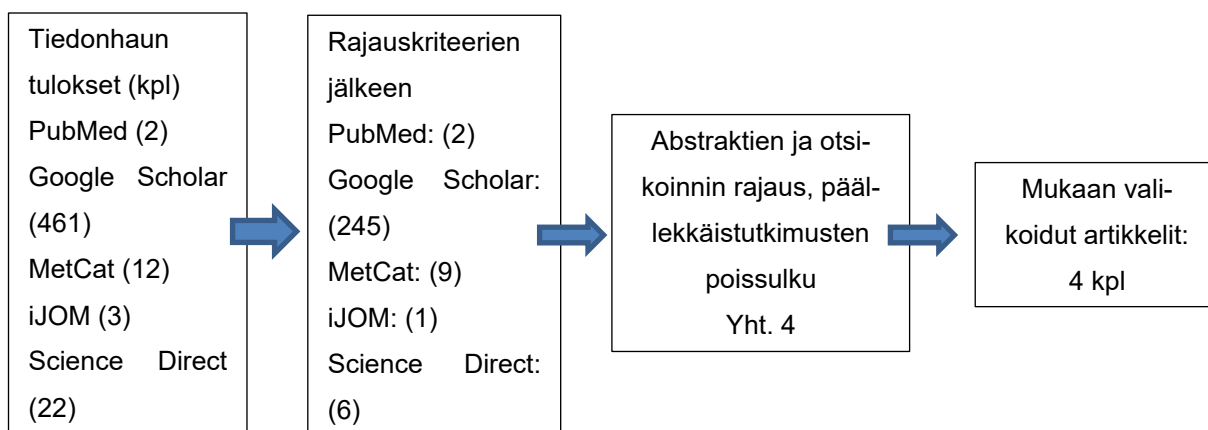 Tiedonhaun
tulokset (kpl)
PubMed (2)
Google Scholar
(461)
MetCat (12)
iJOM (3)
Science Direct
(22)
Rajauskriteerien
jälkeen
PubMed: (2)
Google Scholar:
(245)
MetCat: (9)
iJOM: (1)
Science Direct:
(6)
Abstraktien ja otsi-
koinnin rajaus, pääl-
lekkäistutkimusten
poissulku
Yht. 4
Mukaan vali-
koidut artikkelit:
4 kpl